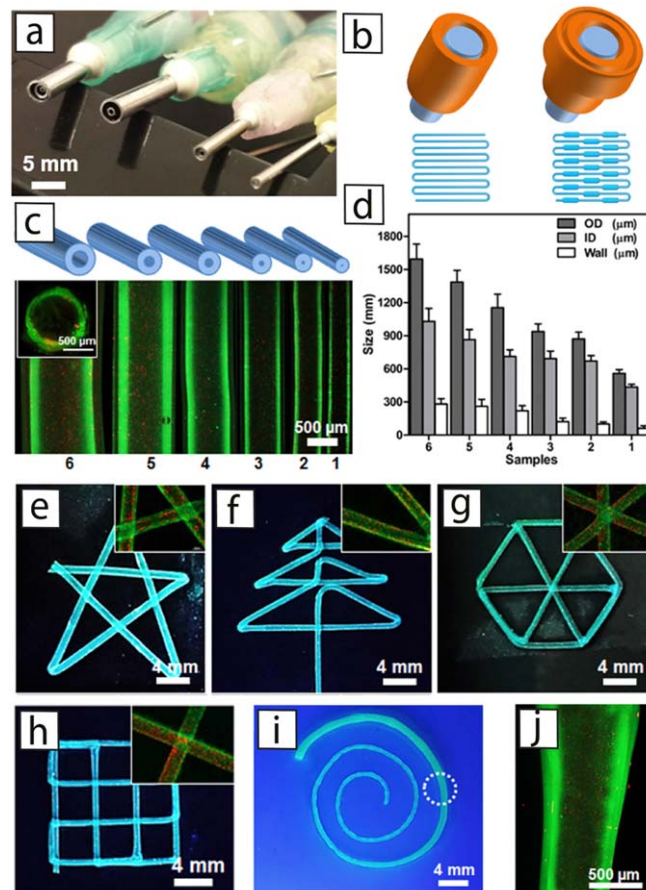 a
5 mm
b
c
500 µm
500 µm
6 5 4 3 2 1
d
OD (µm)
ID (µm)
Wall (µm)
Size (mm)
1800
1500
1200
900
600
300
0
6 5 4 3 2 1
Samples
e
4 mm
f
4 mm
g
4 mm
h
4 mm
i
4 mm
j
500 µm